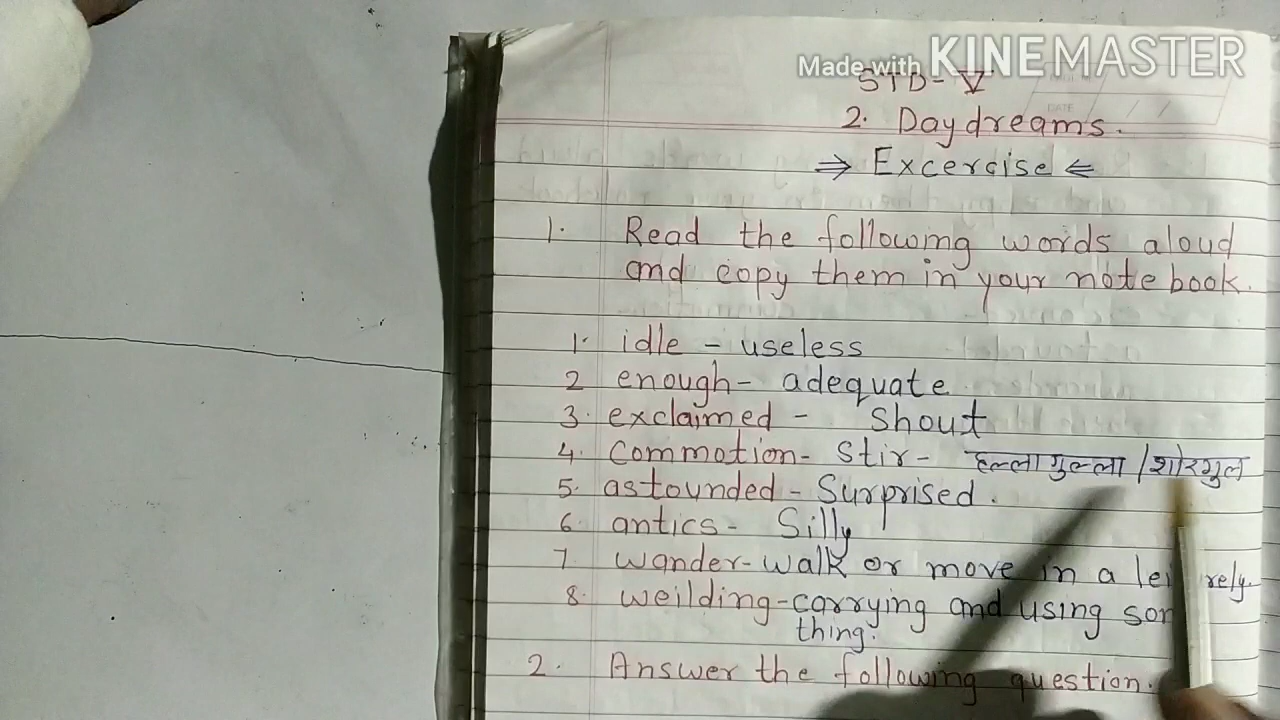 Made with KINEMASTER
STD - V
DATE / /
2. Daydreams.
⇒ Excercise ⇐
1. Read the following words aloud
and copy them in your note book.
1. idle - useless
2 enough - adequate.
3. exclaimed - Shout
4. Commotion - Stir - हल्लागुल्ला / शोरगुल
5. astounded - Surprised.
6. antics - Silly
7 wander - walk or move in a rely.
8. weilding - carrying and using
thing.
2. Answer the following question.